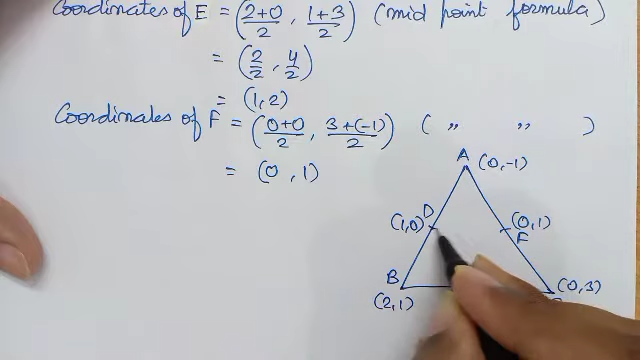 Coordinates of E = (2+0/2, 1+3/2) (mid point formula)
= (2/2, 4/2)
= (1,2)
Coordinates of F = (0+0/2, 3+(-1)/2) ( ,, ,, )
= (0, 1)
A (0,-1)
(1,0) D
(0,1)
F
B
(0,3)
(2,1)